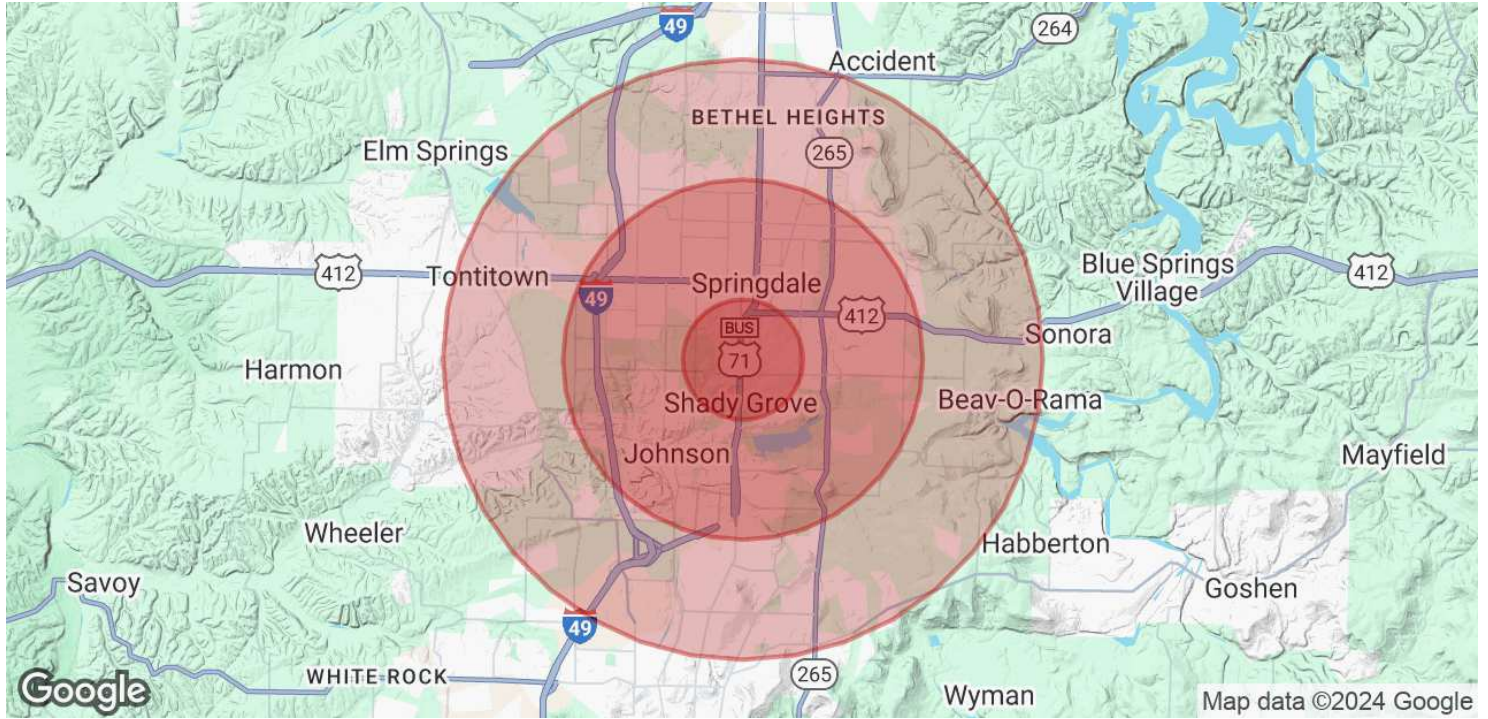 49
264
Accident
BETHEL HEIGHTS
Elm Springs
265
412
Tontitown
49
Springdale
Blue Springs
Village
412
412
BUS
71
Sonora
Harmon
Shady Grove
Beav-O-Rama
Johnson
Mayfield
Wheeler
Habberton
Savoy
Goshen
49
WHITE ROCK
265
Wyman
Google
Map data ©2024 Google